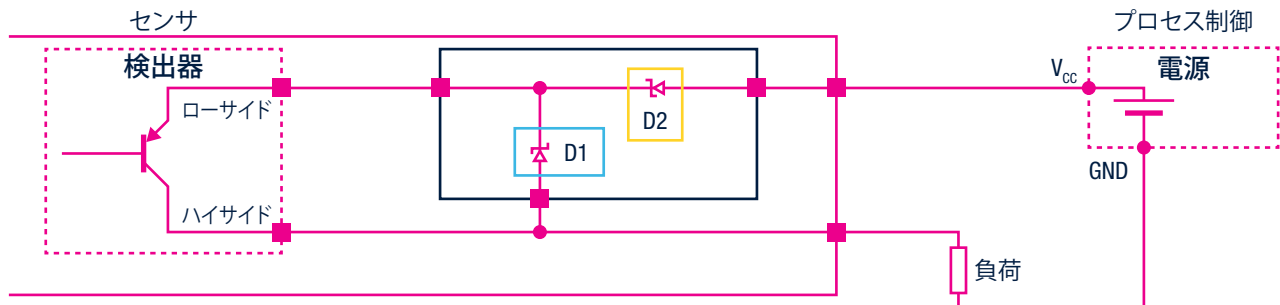 センサ
プロセス制御
検出器
電源
V_CC
ローサイド
D2
D1
GND
ハイサイド
負荷